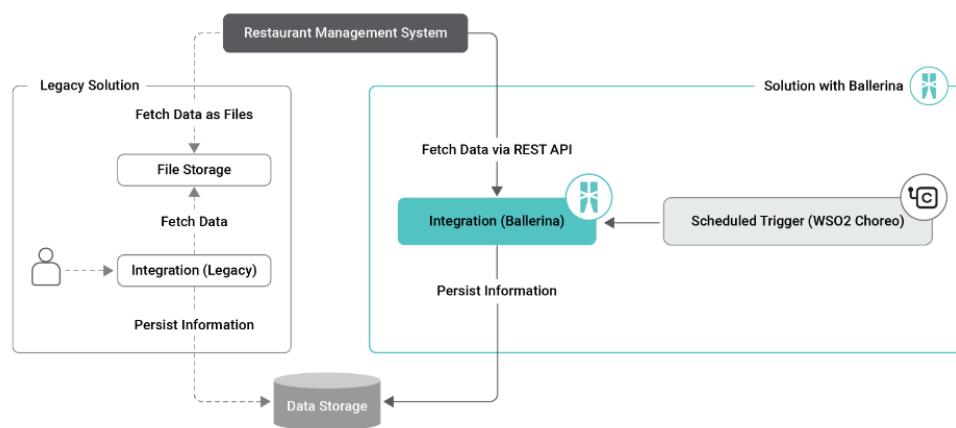 Restaurant Management System
Legacy Solution
Solution with Ballerina
Fetch Data as Files
Fetch Data via REST API
File Storage
Fetch Data
Integration (Ballerina)
Scheduled Trigger (WSO2 Choreo)
C
Integration (Legacy)
Persist Information
Persist Information
Data Storage